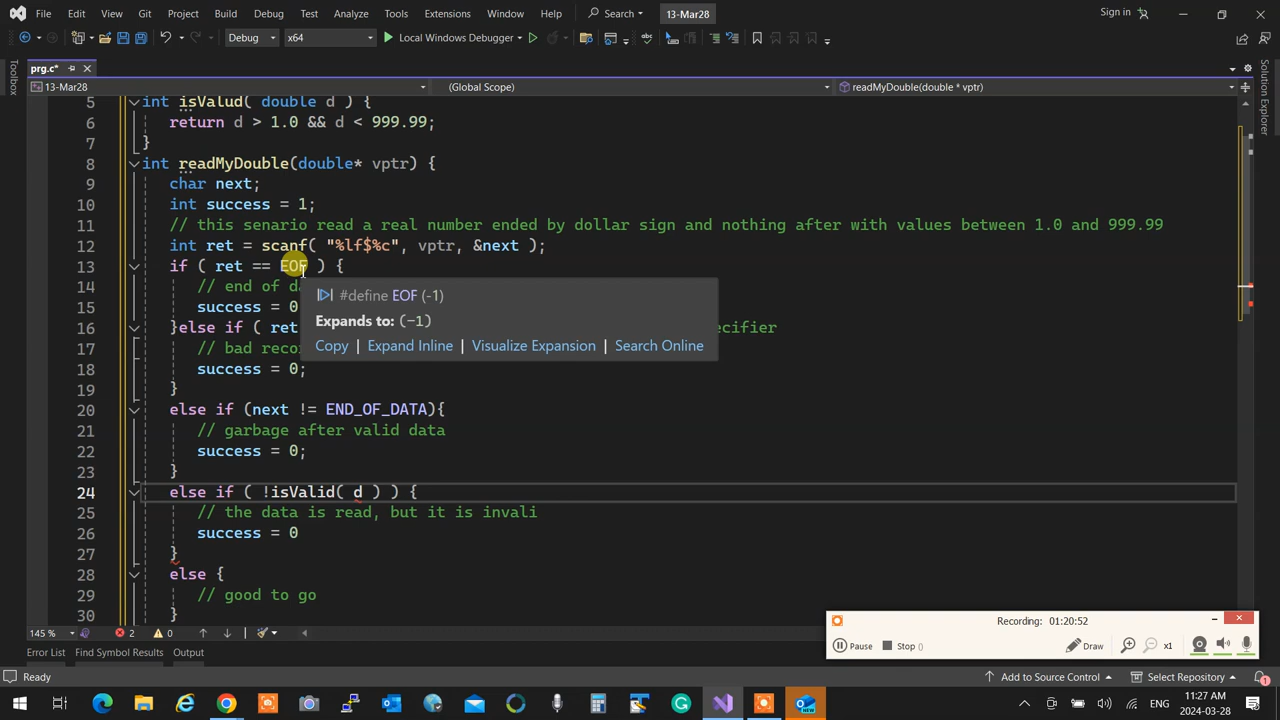 File Edit View Git Project Build Debug Test Analyze Tools Extensions Window Help Search 13-Mar28 Sign in
Debug x64 Local Windows Debugger
prg.c*
13-Mar28 (Global Scope) readMyDouble(double * vptr)
Toolbox
Solution Explorer
5 int isValud( double d ) {
6 return d > 1.0 && d < 999.99;
7 }
8 int readMyDouble(double* vptr) {
9 char next;
10 int success = 1;
11 // this senario read a real number ended by dollar sign and nothing after with values between 1.0 and 999.99
12 int ret = scanf( "%lf$%c", vptr, &next );
13 if ( ret == EOF ) {
14 // end of da
#define EOF (-1)
15 success = 0
Expands to: (-1)
16 }else if ( ret ecifier
17 // bad reco
Copy | Expand Inline | Visualize Expansion | Search Online
18 success = 0;
19 }
20 else if (next != END_OF_DATA){
21 // garbage after valid data
22 success = 0;
23 }
24 else if ( !isValid( d ) ) {
25 // the data is read, but it is invali
26 success = 0
27 }
28 else {
29 // good to go
30 }
Recording: 01:20:52
Pause Stop () Draw x1
145 % 2 0
Error List Find Symbol Results Output
Ready Add to Source Control Select Repository 1
ENG 11:27 AM
2024-03-28
NEW